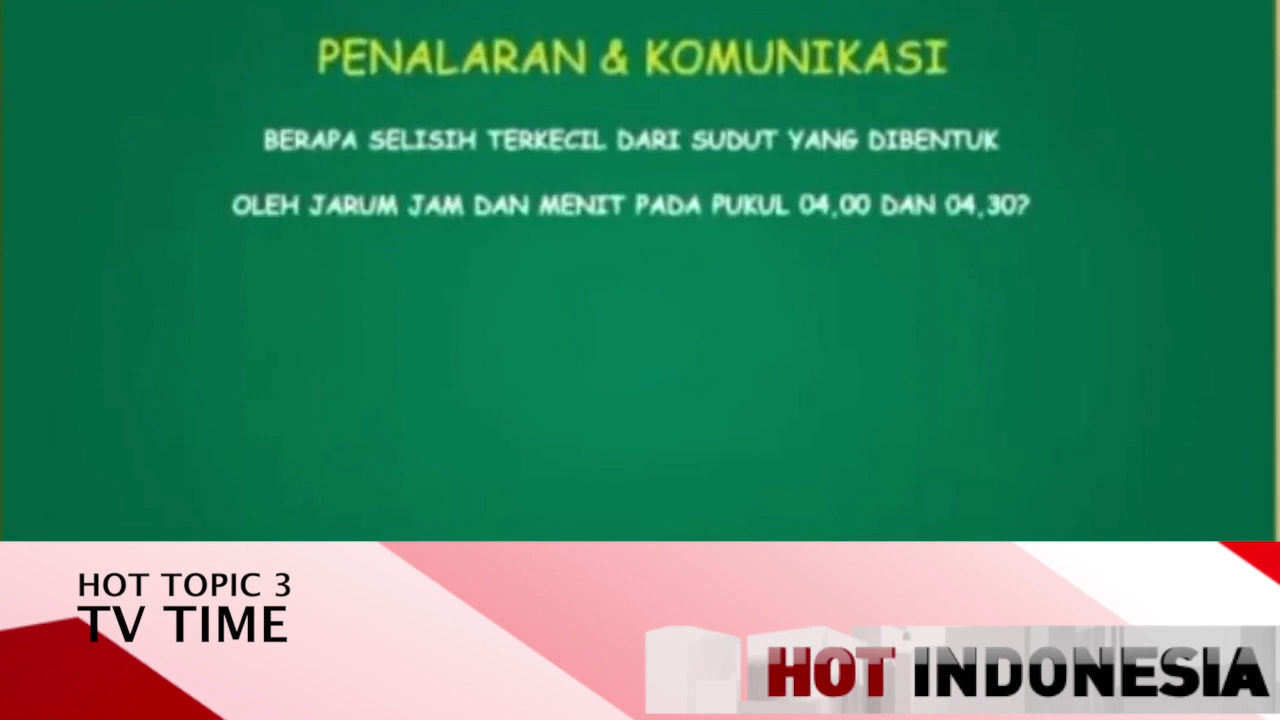 PENALARAN & KOMUNIKASI
BERAPA SELISIH TERKECIL DARI SUDUT YANG DIBENTUK
OLEH JARUM JAM DAN MENIT PADA PUKUL 04.00 DAN 04.30?
HOT TOPIC 3
TV TIME
HOT INDONESIA